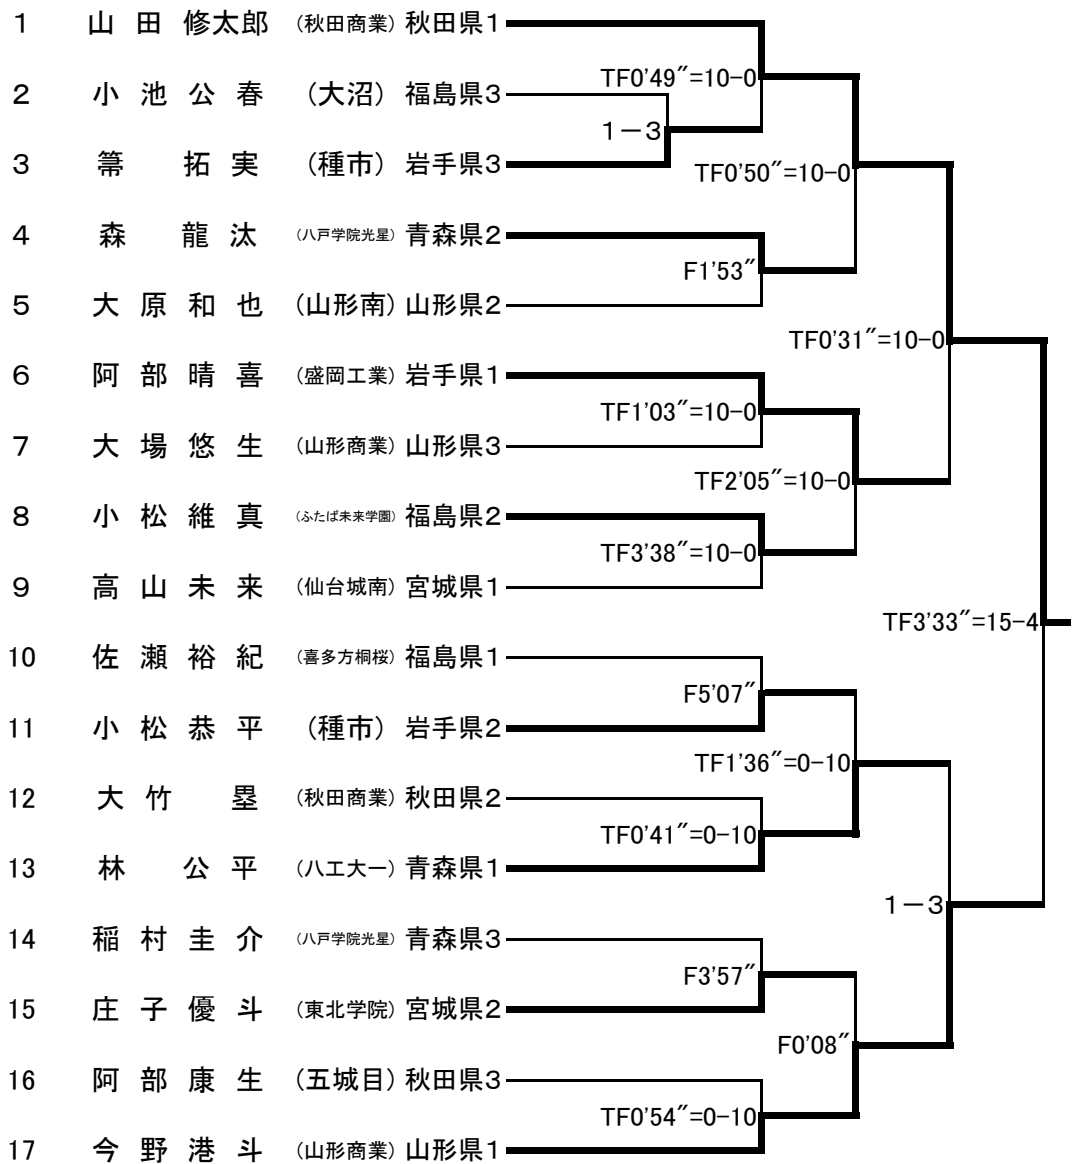 1 山田 修太郎 (秋田商業) 秋田県1
TF0'49″=10-0
2 小池公春 (大沼) 福島県3
1－3
3 箒 拓実 (種市) 岩手県3
TF0'50″=10-0
4 森 龍汰 (八戸学院光星) 青森県2
F1'53″
5 大原和也 (山形南) 山形県2
TF0'31″=10-0
6 阿部晴喜 (盛岡工業) 岩手県1
TF1'03″=10-0
7 大場悠生 (山形商業) 山形県3
TF2'05″=10-0
8 小松維真 (ふたば未来学園) 福島県2
TF3'38″=10-0
9 高山未来 (仙台城南) 宮城県1
TF3'33″=15-4
10 佐瀬裕紀 (喜多方桐桜) 福島県1
F5'07″
11 小松恭平 (種市) 岩手県2
TF1'36″=0-10
12 大竹 塁 (秋田商業) 秋田県2
TF0'41″=0-10
13 林 公平 (八工大一) 青森県1
1－3
14 稲村圭介 (八戸学院光星) 青森県3
F3'57″
15 庄子優斗 (東北学院) 宮城県2
F0'08″
16 阿部康生 (五城目) 秋田県3
TF0'54″=0-10
17 今野港斗 (山形商業) 山形県1